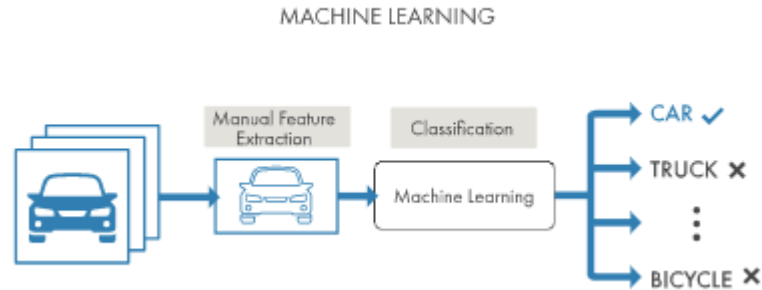 MACHINE LEARNING
Manual Feature
Extraction
Classification
Machine Learning
CAR
TRUCK
BICYCLE